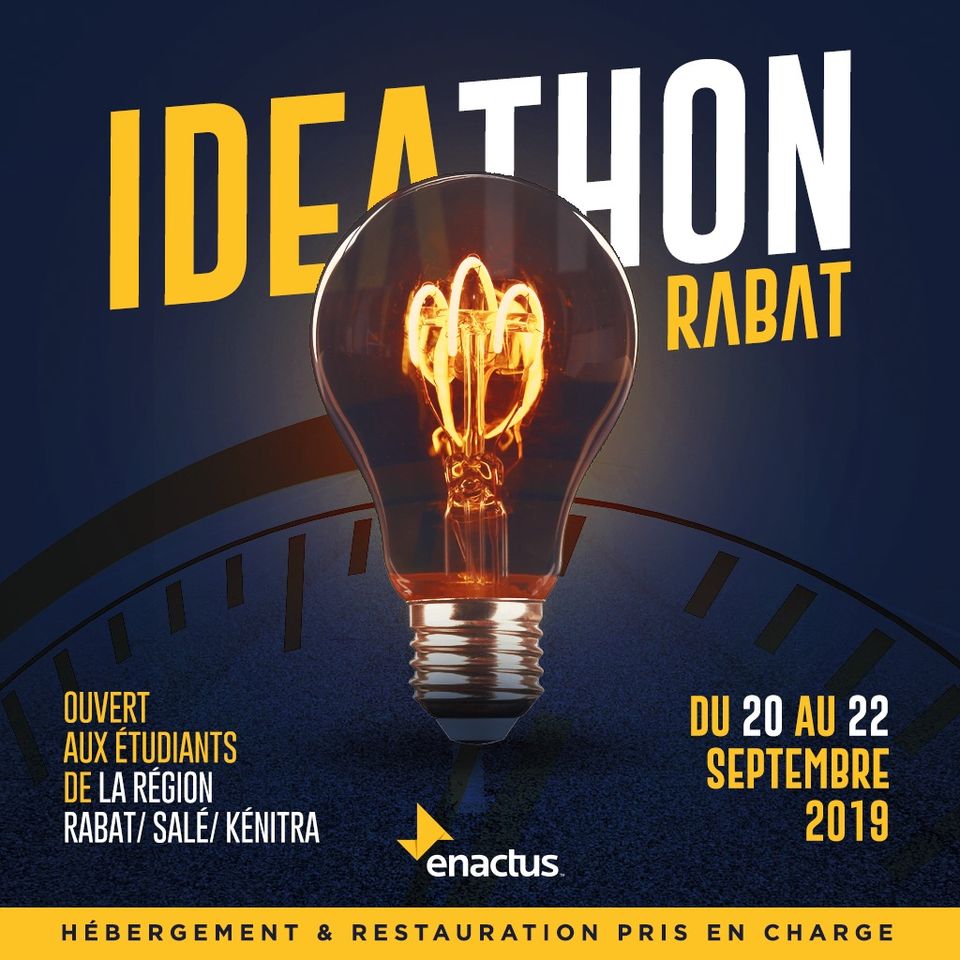 IDEATHON
RABAT
OUVERT
AUX ÉTUDIANTS
DE LA RÉGION
RABAT/ SALÉ/ KÉNITRA
DU 20 AU 22
SEPTEMBRE
2019
enactus™
HÉBERGEMENT & RESTAURATION PRIS EN CHARGE